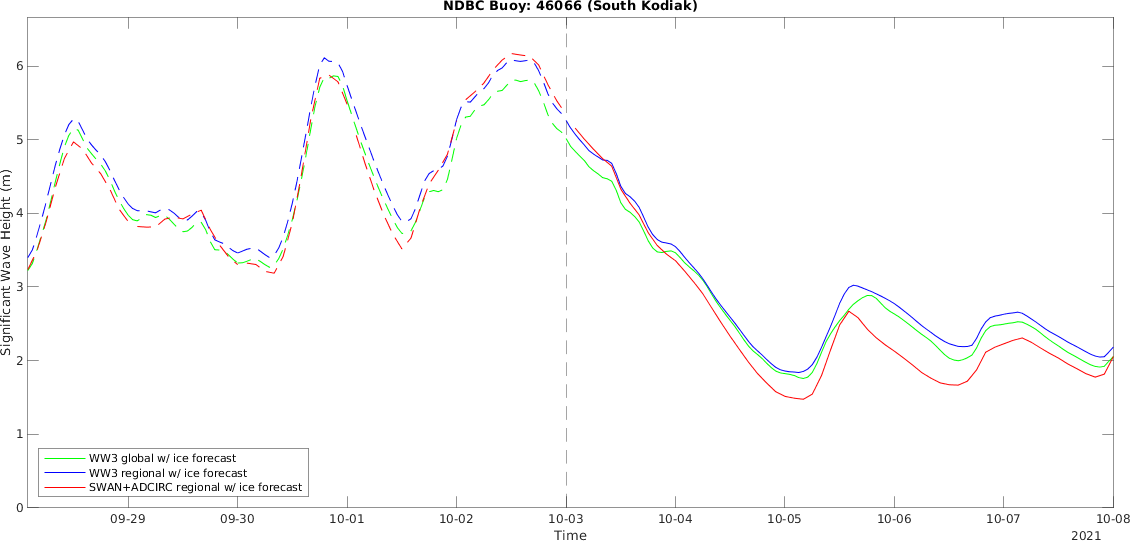 NDBC Buoy: 46066 (South Kodiak)
Significant Wave Height (m)
6
5
4
3
2
1
0
WW3 global w/ ice forecast
WW3 regional w/ ice forecast
SWAN+ADCIRC regional w/ ice forecast
09-29 09-30 10-01 10-02 10-03 10-04 10-05 10-06 10-07 10-08
Time
2021